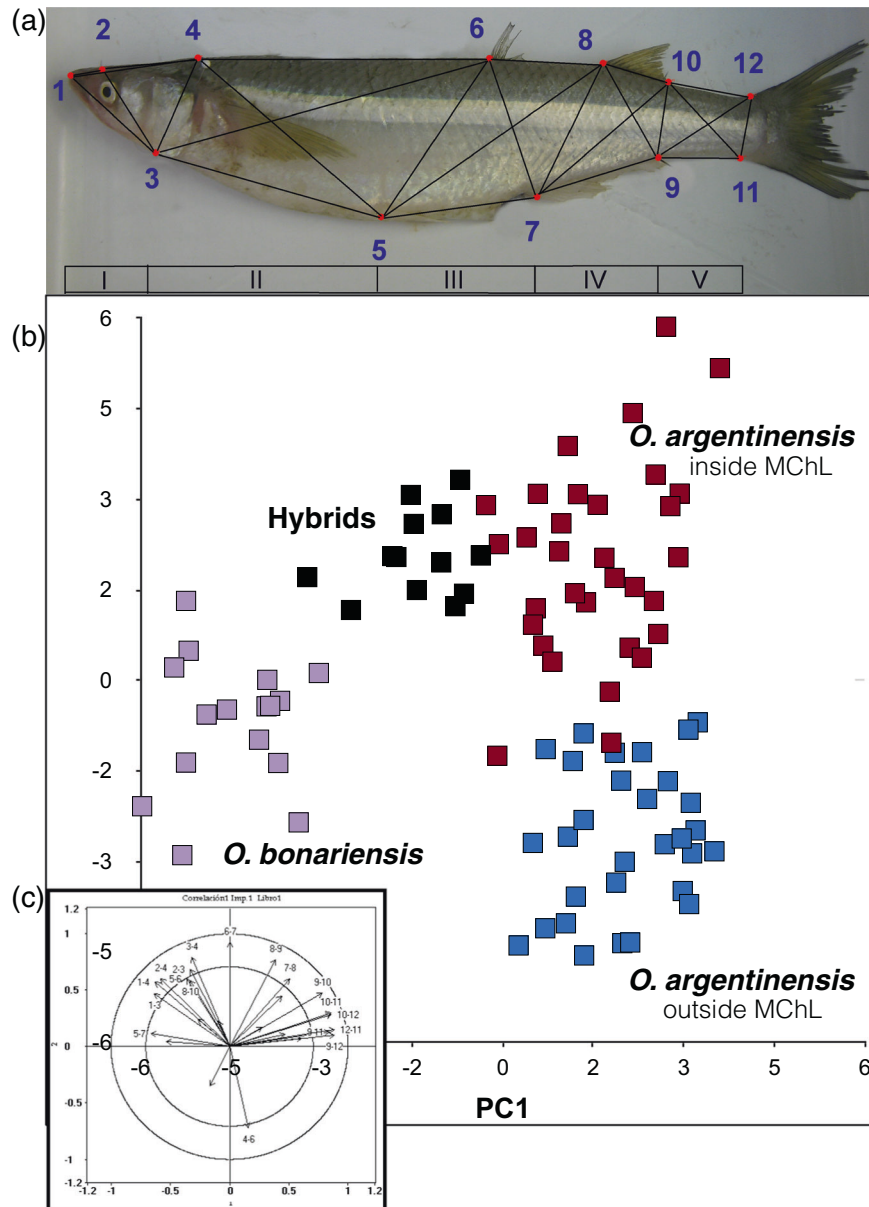 (a)
2 4 6 8 10 12
1
3 5 7 9 11
I II III IV V
(b)
6
5
3
2
0
-2
-3
-5
-6
O. argentinensis
inside MChL
Hybrids
O. bonariensis
O. argentinensis
outside MChL
-6 -5 -3 -2 0 2 3 5 6
PC1
(c)
Correlación1 Imp.1 Libro1
1.2
1
0.5
0
-0.5
-1
-1.2
6-7
3-4
8-9
2-4
2-3
7-8
1-4
5-6
9-10
8-10
1-3
10-11
10-12
5-7
9-11
12-11
9-12
4-6
-1.2 -1 -0.5 0 0.5 1 1.2